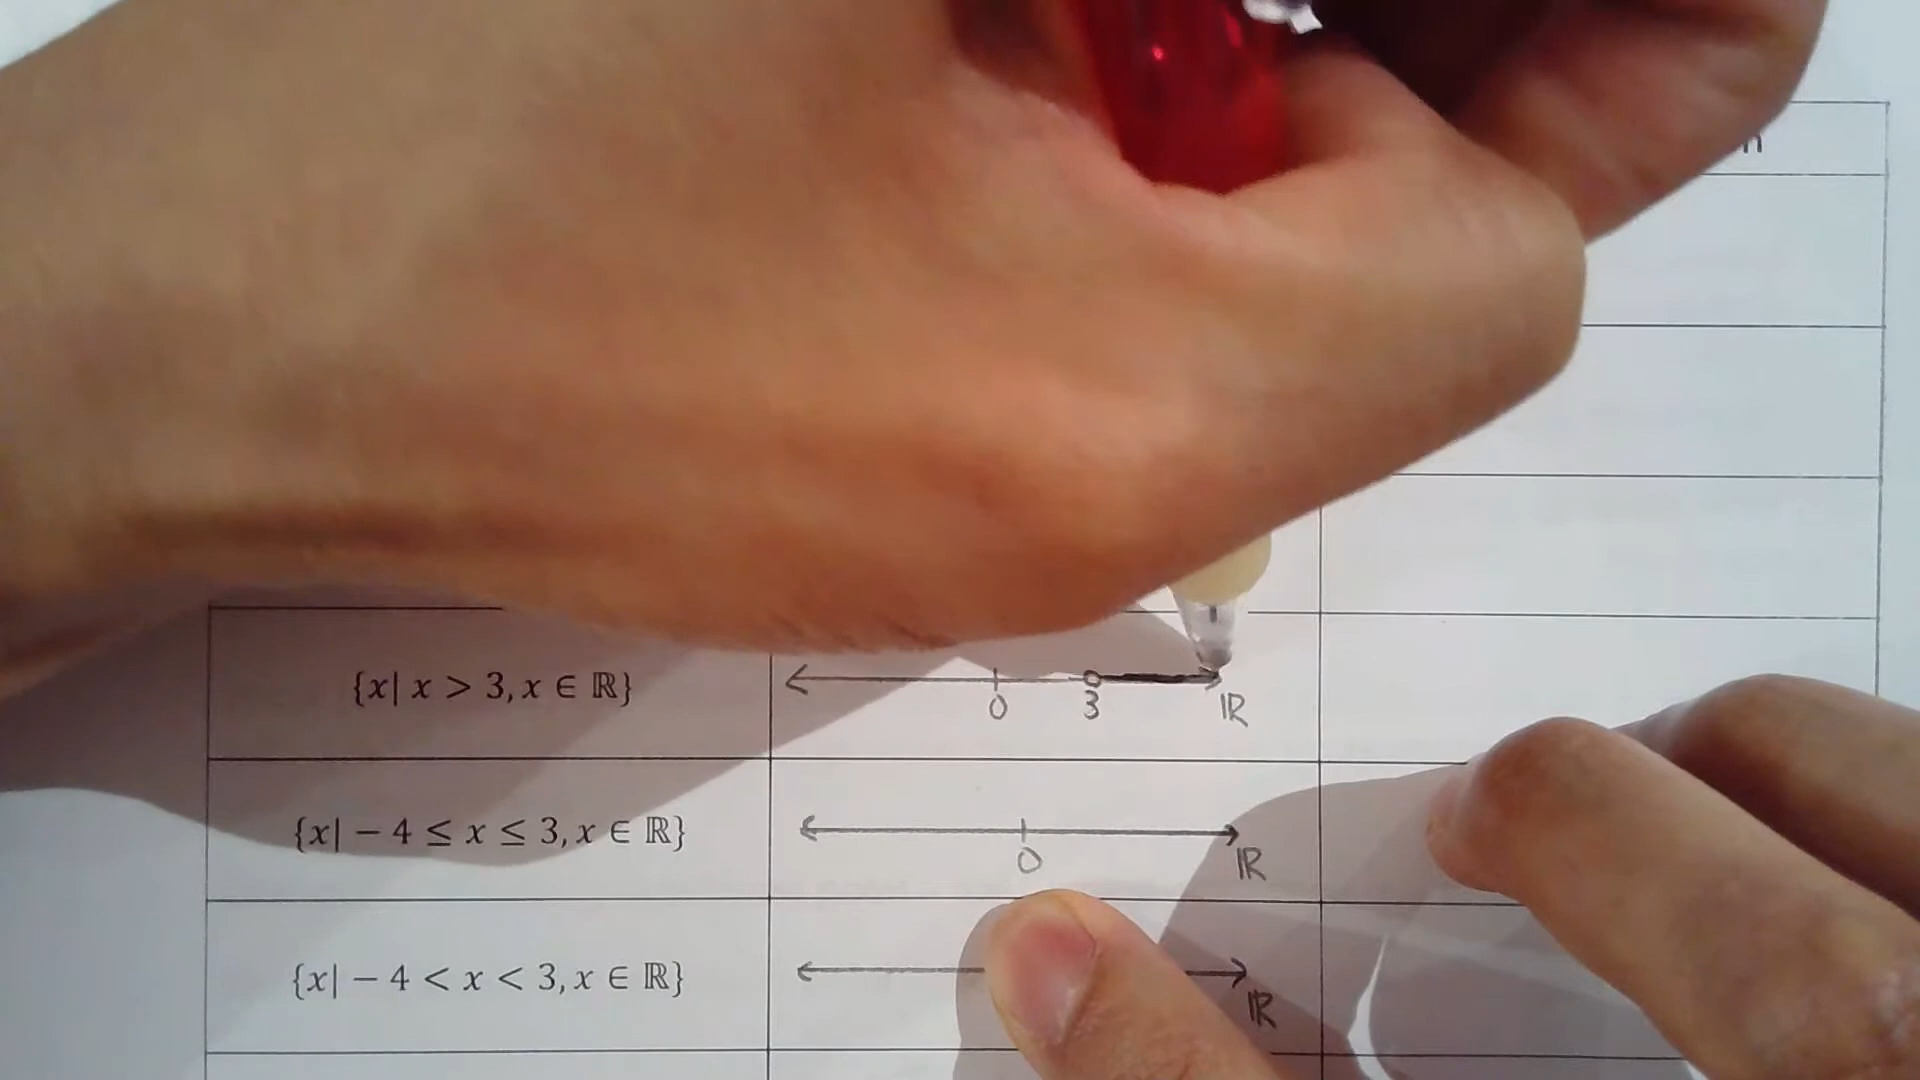 {x| x > 3, x ∈ ℝ}
0 3 ℝ
{x| − 4 ≤ x ≤ 3, x ∈ ℝ}
0 ℝ
{x| − 4 < x < 3, x ∈ ℝ}
ℝ